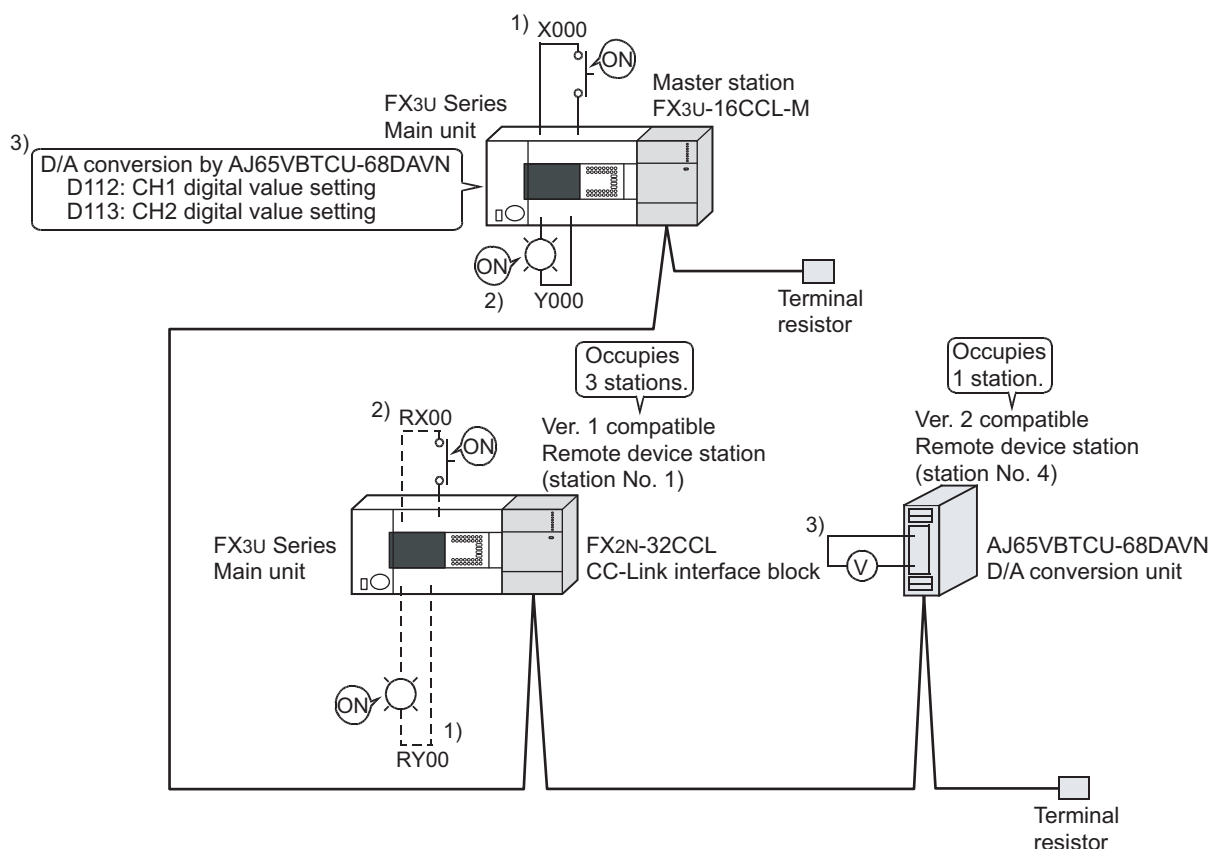 1)
X000
ON
Master station
FX3U-16CCL-M
FX3U Series
Main unit
3)
D/A conversion by AJ65VBTCU-68DAVN
D112: CH1 digital value setting
D113: CH2 digital value setting
ON
2)
Y000
Terminal
resistor
Occupies
3 stations.
Occupies
1 station.
2)
RX00
ON
Ver. 1 compatible
Remote device station
(station No. 1)
Ver. 2 compatible
Remote device station
(station No. 4)
FX3U Series
Main unit
FX2N-32CCL
CC-Link interface block
3)
V
AJ65VBTCU-68DAVN
D/A conversion unit
ON
1)
RY00
Terminal
resistor